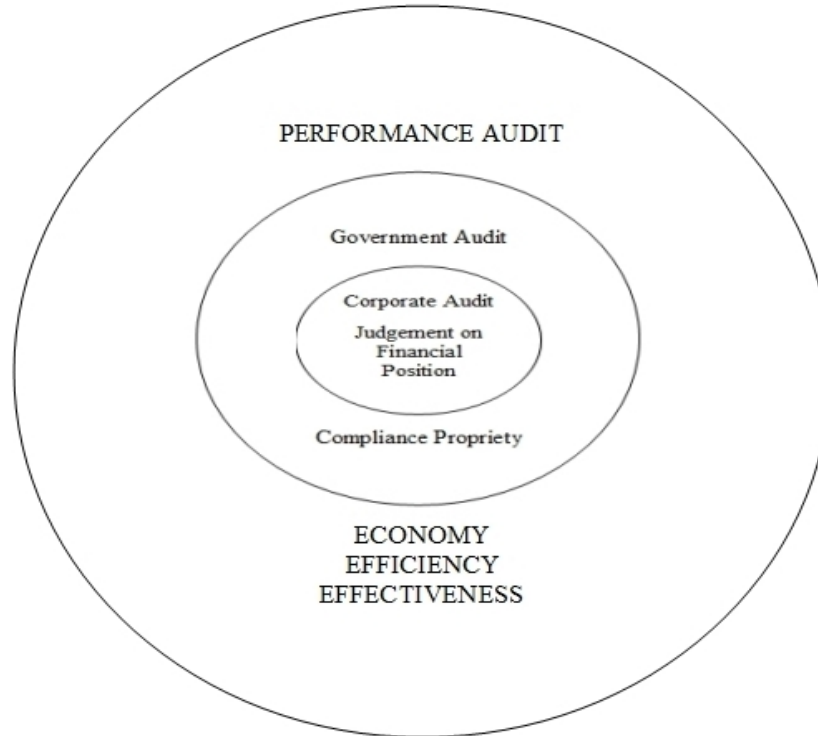 PERFORMANCE AUDIT
Government Audit
Corporate Audit
Judgement on
Financial
Position
Compliance Propriety
ECONOMY
EFFICIENCY
EFFECTIVENESS